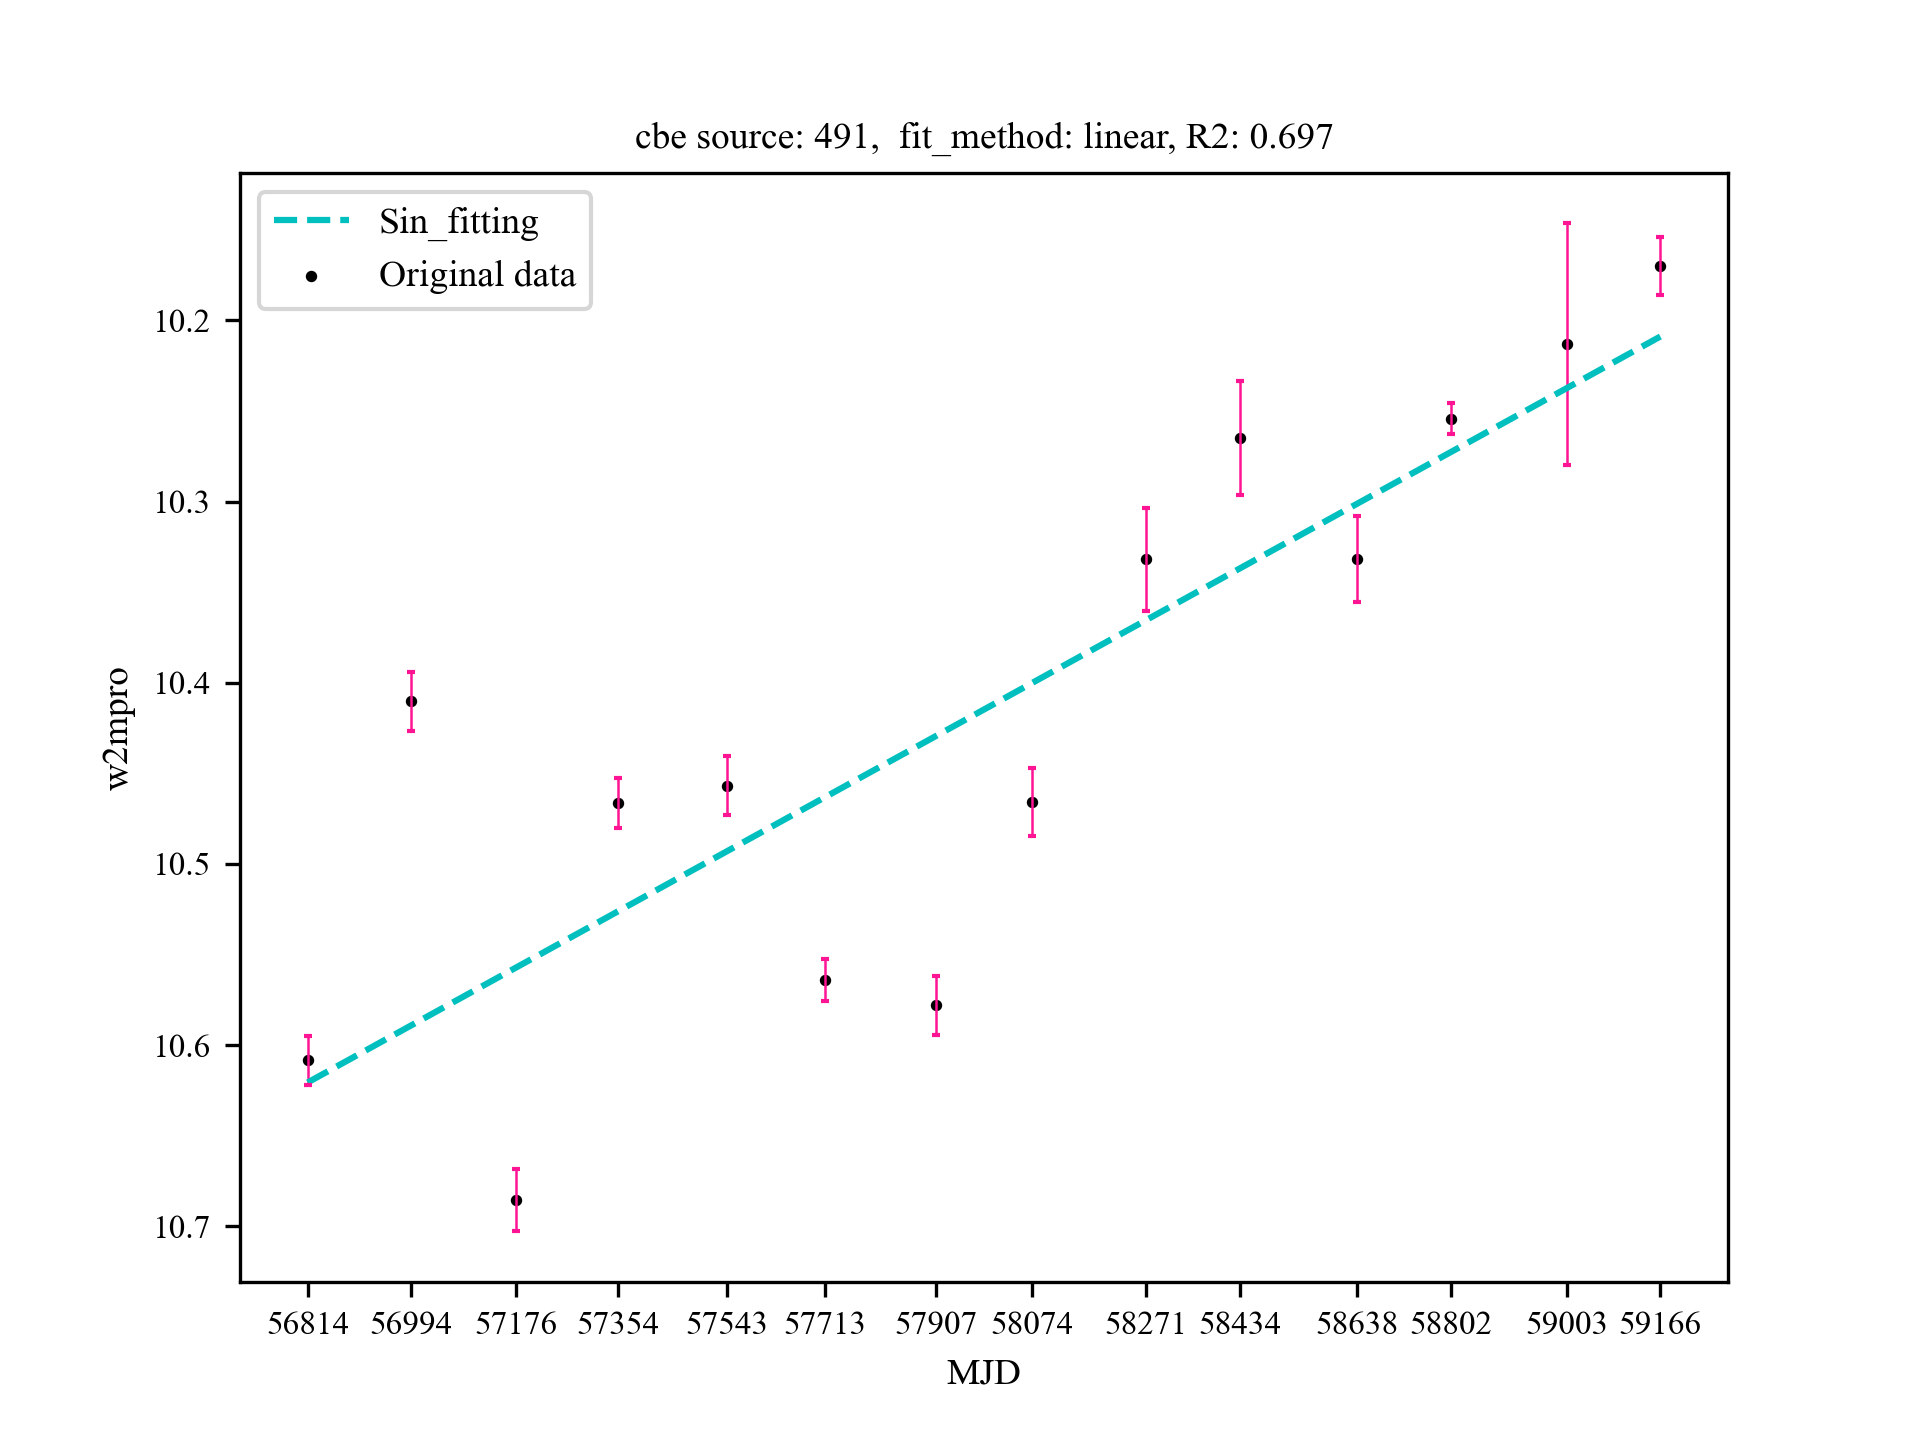 cbe source: 491,  fit_method: linear, R2: 0.697
Sin_fitting
Original data
10.2
10.3
10.4
10.5
10.6
10.7
w2mpro
56814 56994 57176 57354 57543 57713 57907 58074 58271 58434 58638 58802 59003 59166
MJD